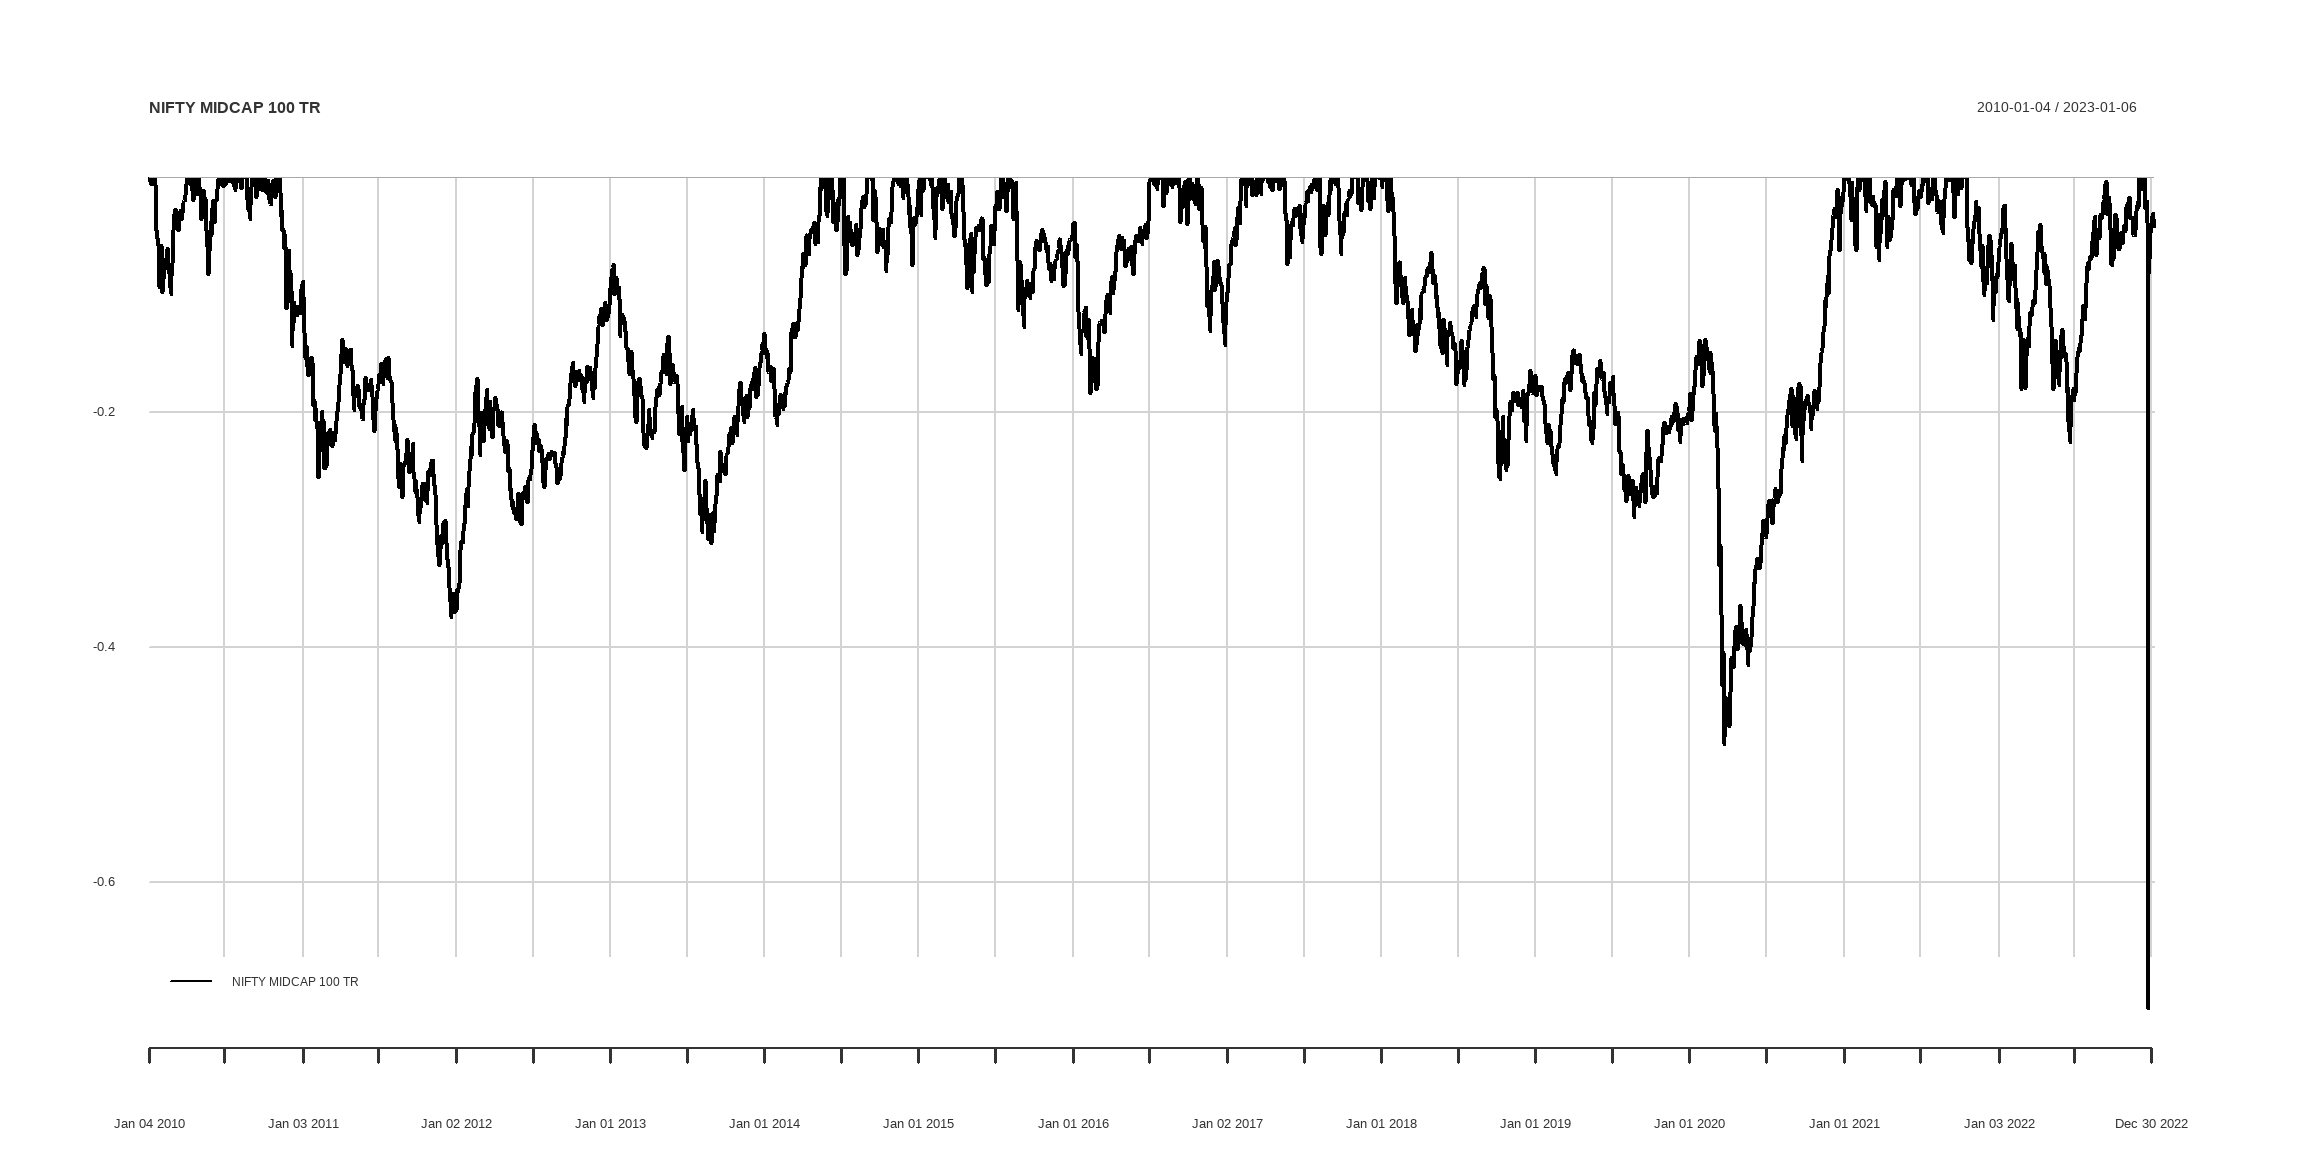 NIFTY MIDCAP 100 TR
2010-01-04 / 2023-01-06
-0.2
-0.4
-0.6
NIFTY MIDCAP 100 TR
Jan 04 2010 Jan 03 2011 Jan 02 2012 Jan 01 2013 Jan 01 2014 Jan 01 2015 Jan 01 2016 Jan 02 2017 Jan 01 2018 Jan 01 2019 Jan 01 2020 Jan 01 2021 Jan 03 2022 Dec 30 2022